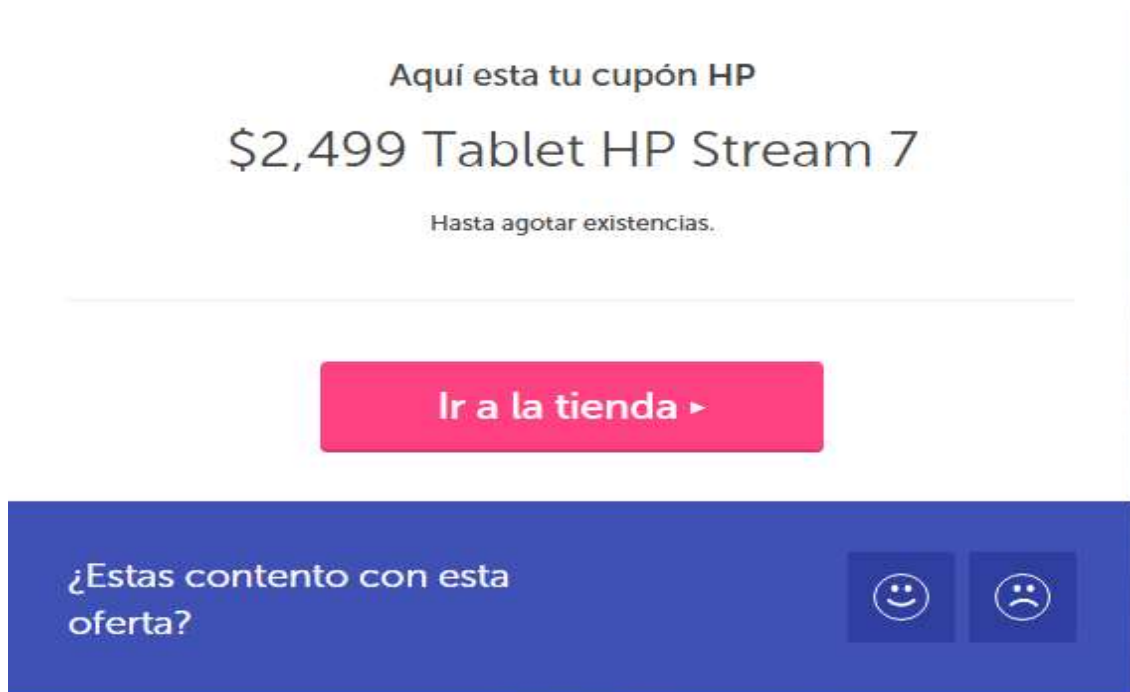 Aquí esta tu cupón HP
$2,499 Tablet HP Stream 7
Hasta agotar existencias.
Ir a la tienda ▸
¿Estas contento con esta
oferta?